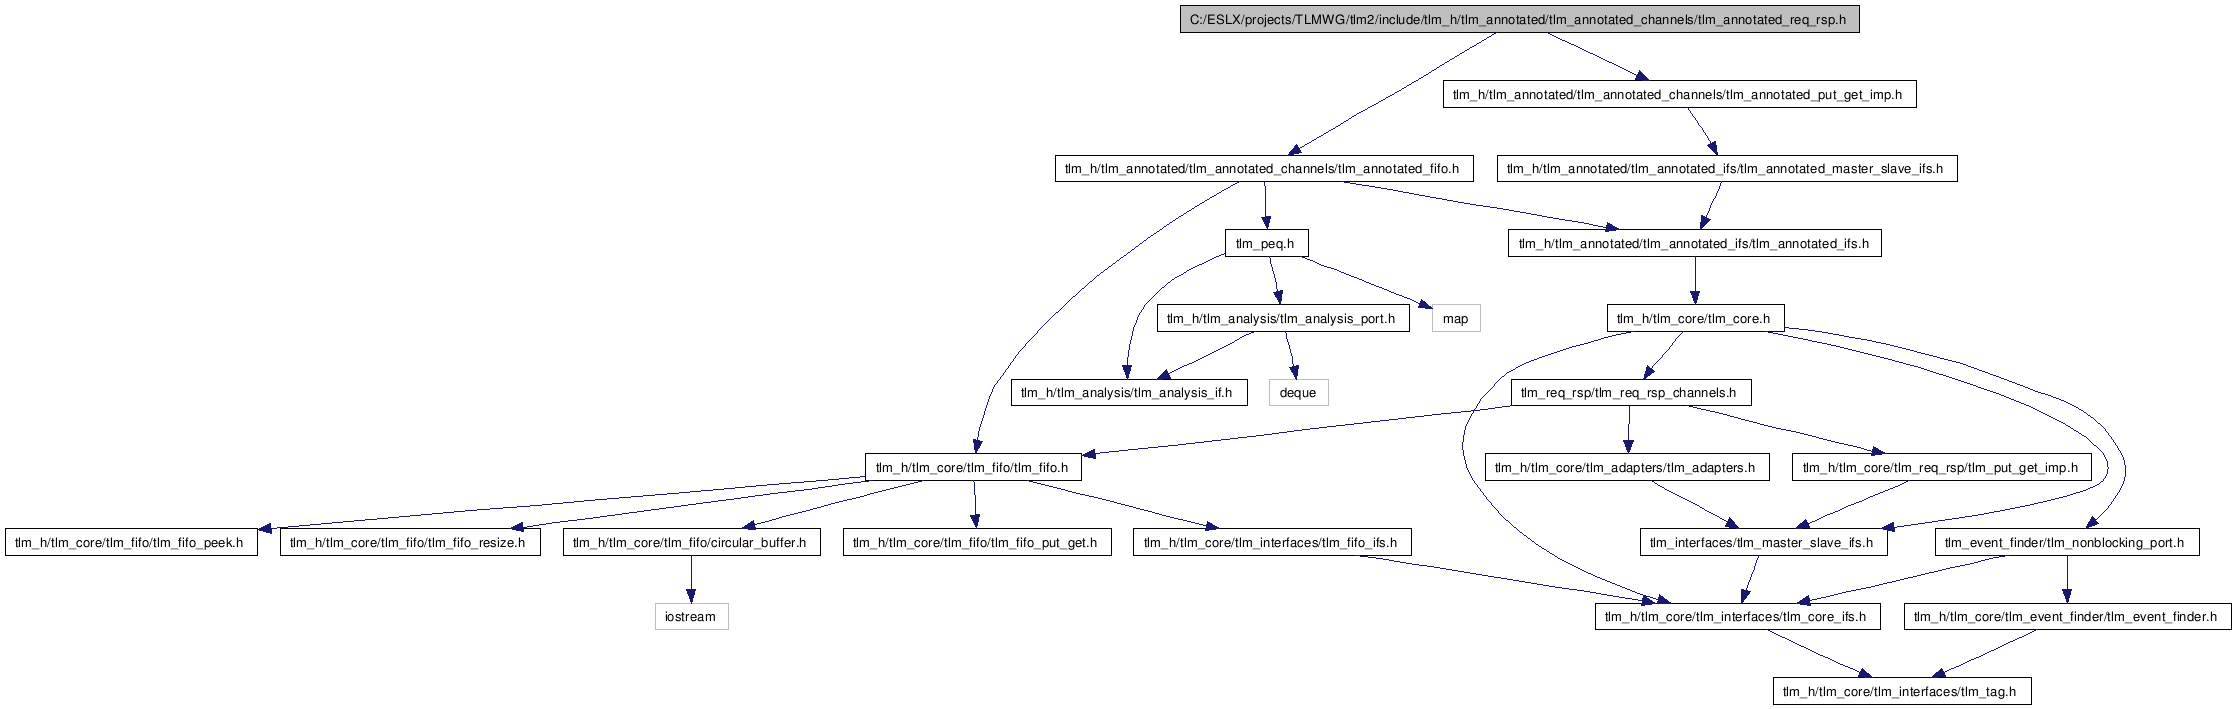 C:/ESLX/projects/TLMWG/tlm2/include/tlm_h/tlm_annotated/tlm_annotated_channels/tlm_annotated_req_rsp.h
tlm_h/tlm_annotated/tlm_annotated_channels/tlm_annotated_put_get_imp.h
tlm_h/tlm_annotated/tlm_annotated_channels/tlm_annotated_fifo.h
tlm_h/tlm_annotated/tlm_annotated_ifs/tlm_annotated_master_slave_ifs.h
tlm_peq.h
tlm_h/tlm_annotated/tlm_annotated_ifs/tlm_annotated_ifs.h
tlm_h/tlm_analysis/tlm_analysis_port.h
map
tlm_h/tlm_core/tlm_core.h
tlm_h/tlm_analysis/tlm_analysis_if.h
deque
tlm_req_rsp/tlm_req_rsp_channels.h
tlm_h/tlm_core/tlm_fifo/tlm_fifo.h
tlm_h/tlm_core/tlm_adapters/tlm_adapters.h
tlm_h/tlm_core/tlm_req_rsp/tlm_put_get_imp.h
tlm_h/tlm_core/tlm_fifo/tlm_fifo_peek.h
tlm_h/tlm_core/tlm_fifo/tlm_fifo_resize.h
tlm_h/tlm_core/tlm_fifo/circular_buffer.h
tlm_h/tlm_core/tlm_fifo/tlm_fifo_put_get.h
tlm_h/tlm_core/tlm_interfaces/tlm_fifo_ifs.h
tlm_interfaces/tlm_master_slave_ifs.h
tlm_event_finder/tlm_nonblocking_port.h
iostream
tlm_h/tlm_core/tlm_interfaces/tlm_core_ifs.h
tlm_h/tlm_core/tlm_event_finder/tlm_event_finder.h
tlm_h/tlm_core/tlm_interfaces/tlm_tag.h